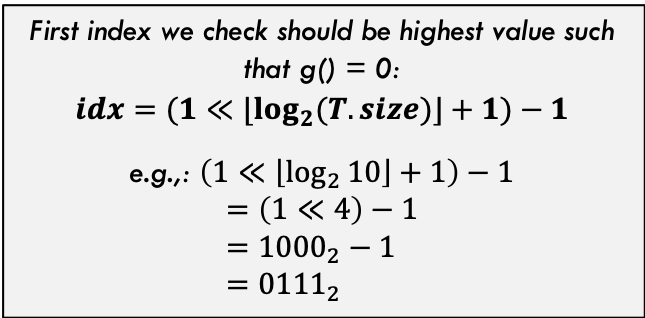 First index we check should be highest value such
that g() = 0:
idx = (1 ≪ ⌊log₂(T.size)⌋ + 1) − 1
e.g.,: (1 ≪ ⌊log₂ 10⌋ + 1) − 1
= (1 ≪ 4) − 1
= 1000₂ − 1
= 0111₂